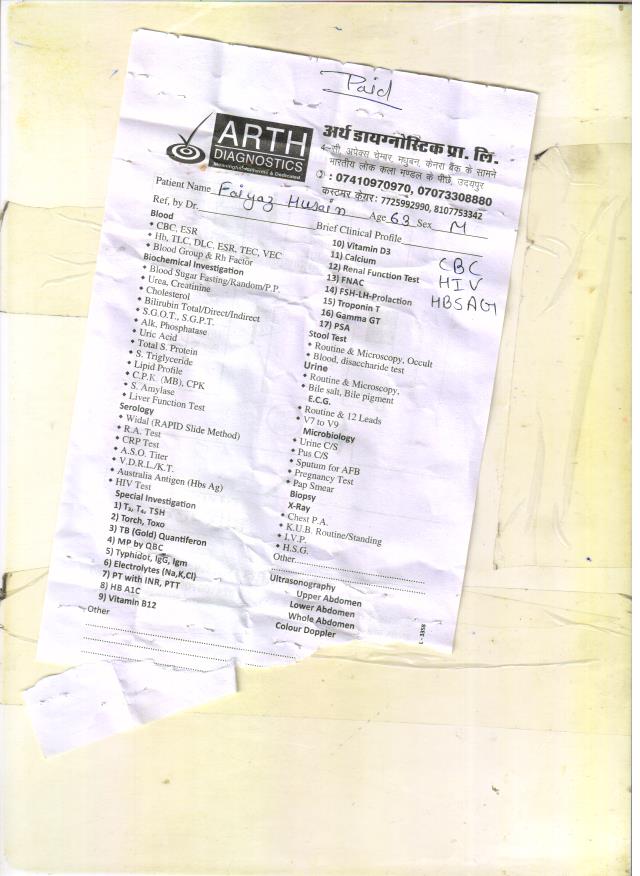 Paid
ARTH
DIAGNOSTICS
अर्थ डायग्नोस्टिक प्रा. लि.
4-सी, अपेक्स चेम्बर, मधुबन, केनरा बैंक के सामने
भारतीय लोक कला मण्डल के पीछे, उदयपुर
: 07410970970, 07073308880
कस्टमर केयर: 7725992990, 8107753342
Patient Name Faiyaz Husain Age 63 Sex M
Ref, by Dr. Brief Clinical Profile
CBC
HIV
HBSAG
Blood
CBC, ESR
Hb, TLC, DLC, ESR, TEC, VEC
Blood Group & Rh Factor
Biochemical Investigation
Blood Sugar Fasting/Random/P.P.
Urea, Creatinine
Cholesterol
Bilirubin Total/Direct/Indirect
S.G.O.T., S.G.P.T.
Alk, Phosphatase
Uric Acid
Total S. Protein
S. Triglyceride
Lipid Profile
C.P.K. (MB), CPK
S. Amylase
Liver Function Test
Serology
Widal (RAPID Slide Method)
R.A. Test
CRP Test
A.S.O. Titer
V.D.R.L./K.T.
Australia Antigen (Hbs Ag)
HIV Test
Special Investigation
1) T₃, T₄, TSH
2) Torch, Toxo
3) TB (Gold) Quantiferon
4) MP by QBC
5) Typhidot, IgG, Igm
6) Electrolytes (Na,K,Cl)
7) PT with INR, PTT
8) HB A1C
9) Vitamin B12
Other
10) Vitamin D3
11) Calcium
12) Renal Function Test
13) FNAC
14) FSH-LH-Prolaction
15) Troponin T
16) Gamma GT
17) PSA
Stool Test
Routine & Microscopy, Occult
Blood, disaccharide test
Urine
Routine & Microscopy,
Bile salt, Bile pigment
E.C.G.
Routine & 12 Leads
V7 to V9
Microbiology
Urine C/S
Pus C/S
Sputum for AFB
Pregnancy Test
Pap Smear
Biopsy
X-Ray
Chest P.A.
K.U.B. Routine/Standing
I.V.P.
H.S.G.
Other
Ultrasonography
Upper Abdomen
Lower Abdomen
Whole Abdomen
Colour Doppler